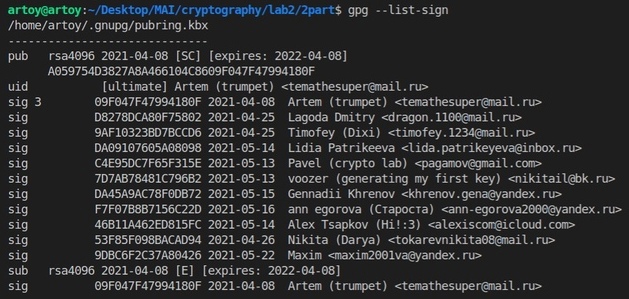 artoy@artoy:~/Desktop/MAI/cryptography/lab2/2part$ gpg --list-sign
/home/artoy/.gnupg/pubring.kbx
------------------------------
pub   rsa4096 2021-04-08 [SC] [expires: 2022-04-08]
      A059754D3827A8A466104C8609F047F47994180F
uid           [ultimate] Artem (trumpet) <temathesuper@mail.ru>
sig 3        09F047F47994180F 2021-04-08  Artem (trumpet) <temathesuper@mail.ru>
sig          D8278DCA80F75802 2021-04-25  Lagoda Dmitry <dragon.1100@mail.ru>
sig          9AF10323BD7BCCD6 2021-04-25  Timofey (Dixi) <timofey.1234@mail.ru>
sig          DA09107605A08098 2021-05-14  Lidia Patrikeeva <lida.patrikeyeva@inbox.ru>
sig          C4E95DC7F65F315E 2021-05-13  Pavel (crypto lab) <pagamov@gmail.com>
sig          7D7AB78481C796B2 2021-05-13  voozer (generating my first key) <nikitail@bk.ru>
sig          DA45A9AC78F0DB72 2021-05-15  Gennadii Khrenov <khrenov.gena@yandex.ru>
sig          F7F07B8B7156C22D 2021-05-16  ann egorova (Староста) <ann-egorova2000@yandex.ru>
sig          46B11A462ED815FC 2021-05-14  Alex Tsapkov (Hi!:3) <alexiscom@icloud.com>
sig          53F85F098BACAD94 2021-04-26  Nikita (Darya) <tokarevnikita08@mail.ru>
sig          9DBC6F2C37A80426 2021-05-22  Maxim <maxim2001va@yandex.ru>
sub   rsa4096 2021-04-08 [E] [expires: 2022-04-08]
sig          09F047F47994180F 2021-04-08  Artem (trumpet) <temathesuper@mail.ru>